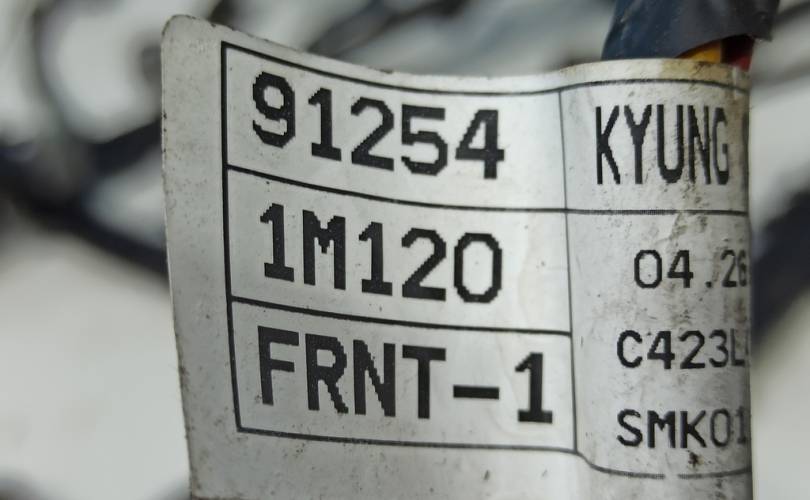 91254
1M120
FRNT-1
KYUNG
04.26
C423L
SMK01